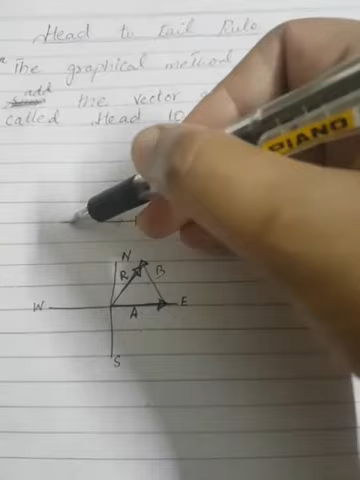 Head to tail Rule
The graphical method
add the vector
called Head to
PIANO
N
R B
W A E
S